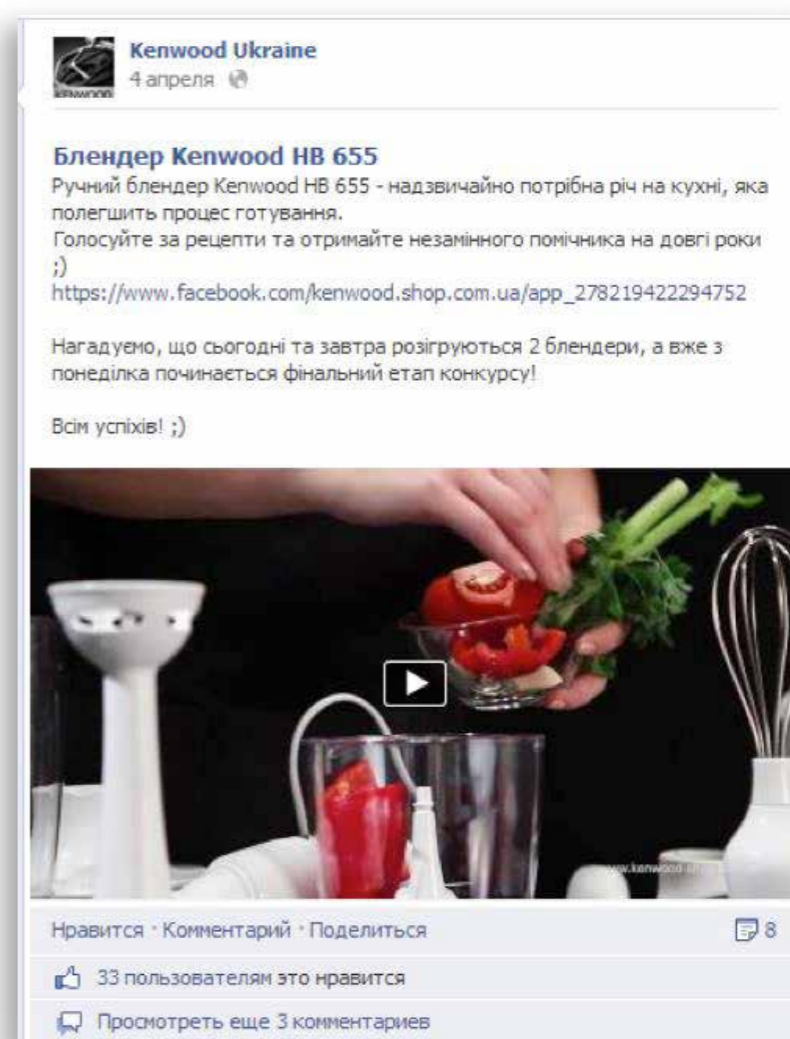 Kenwood Ukraine
4 апреля
KENWOOD
Блендер Kenwood HB 655
Ручний блендер Kenwood HB 655 - надзвичайно потрібна річ на кухні, яка
полегшить процес готування.
Голосуйте за рецепти та отримайте незамінного помічника на довгі роки
;)
https://www.facebook.com/kenwood.shop.com.ua/app_278219422294752
Нагадуємо, що сьогодні та завтра розігруються 2 блендери, а вже з
понеділка починається фінальний етап конкурсу!
Всім успіхів! ;)
Нравится · Комментарий · Поделиться
8
33 пользователям это нравится
Просмотреть еще 3 комментариев